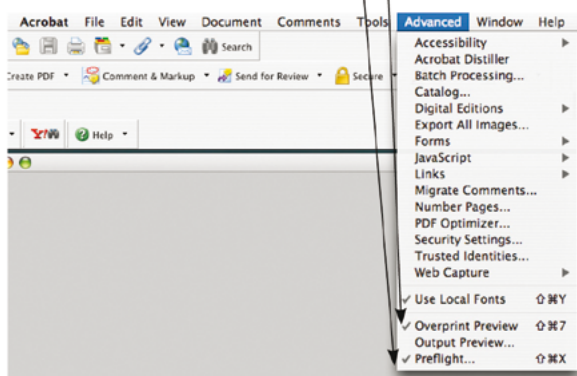 Acrobat File Edit View Document Comments Tools Advanced Window Help
Search
Create PDF Comment & Markup Send for Review Secure
Y! Help
Accessibility
Acrobat Distiller
Batch Processing...
Catalog...
Digital Editions
Export All Images...
Forms
JavaScript
Links
Migrate Comments...
Number Pages...
PDF Optimizer...
Security Settings...
Trusted Identities...
Web Capture
✓ Use Local Fonts ⇧⌘Y
✓ Overprint Preview ⇧⌘7
Output Preview...
✓ Preflight... ⇧⌘X